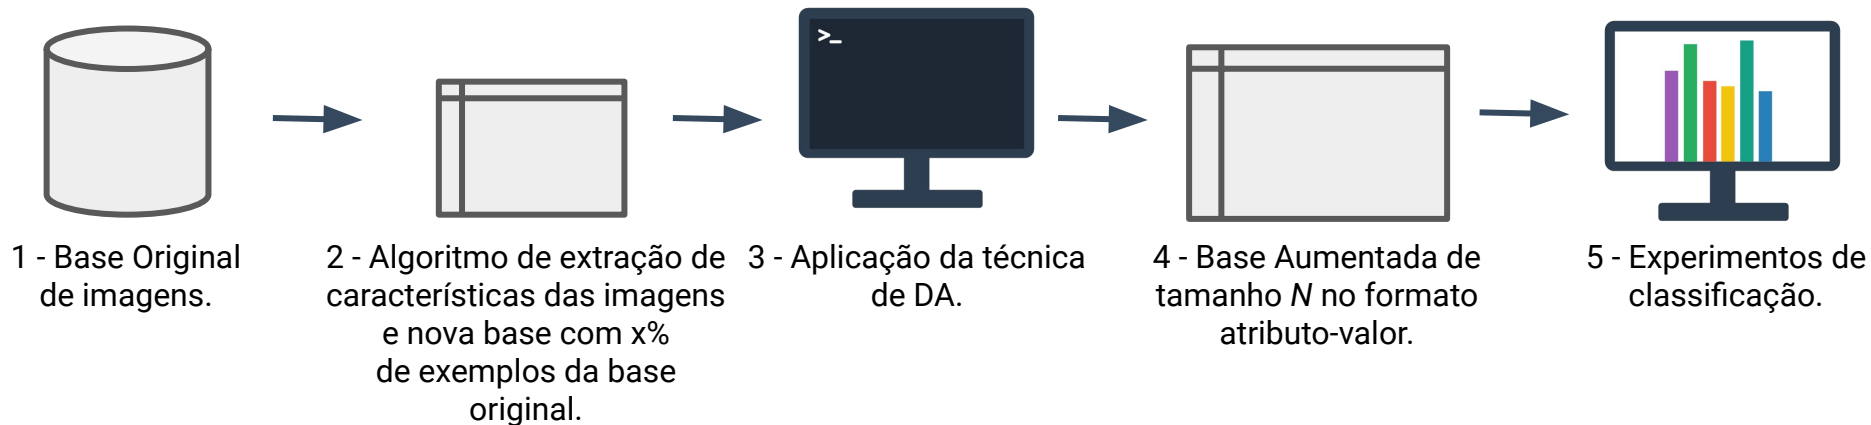 >_
1 - Base Original
de imagens.
2 - Algoritmo de extração de
características das imagens
e nova base com x%
de exemplos da base
original.
3 - Aplicação da técnica
de DA.
4 - Base Aumentada de
tamanho N no formato
atributo-valor.
5 - Experimentos de
classificação.